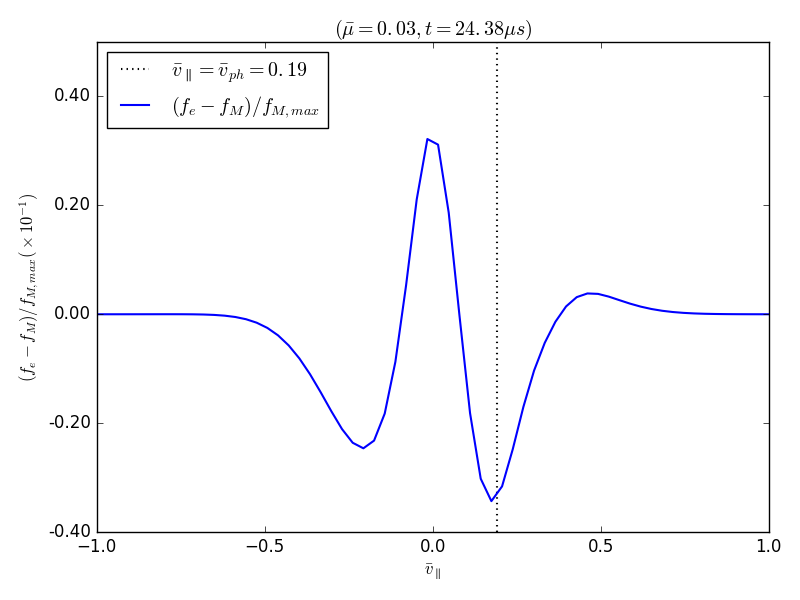 (μ̄ = 0.03, t = 24.38μs)
v̄∥ = v̄ph = 0.19
(fe − fM)/fM,max
(fe − fM)/fM,max(×10⁻¹)
0.40
0.20
0.00
-0.20
-0.40
−1.0 −0.5 0.0 0.5 1.0
v̄∥